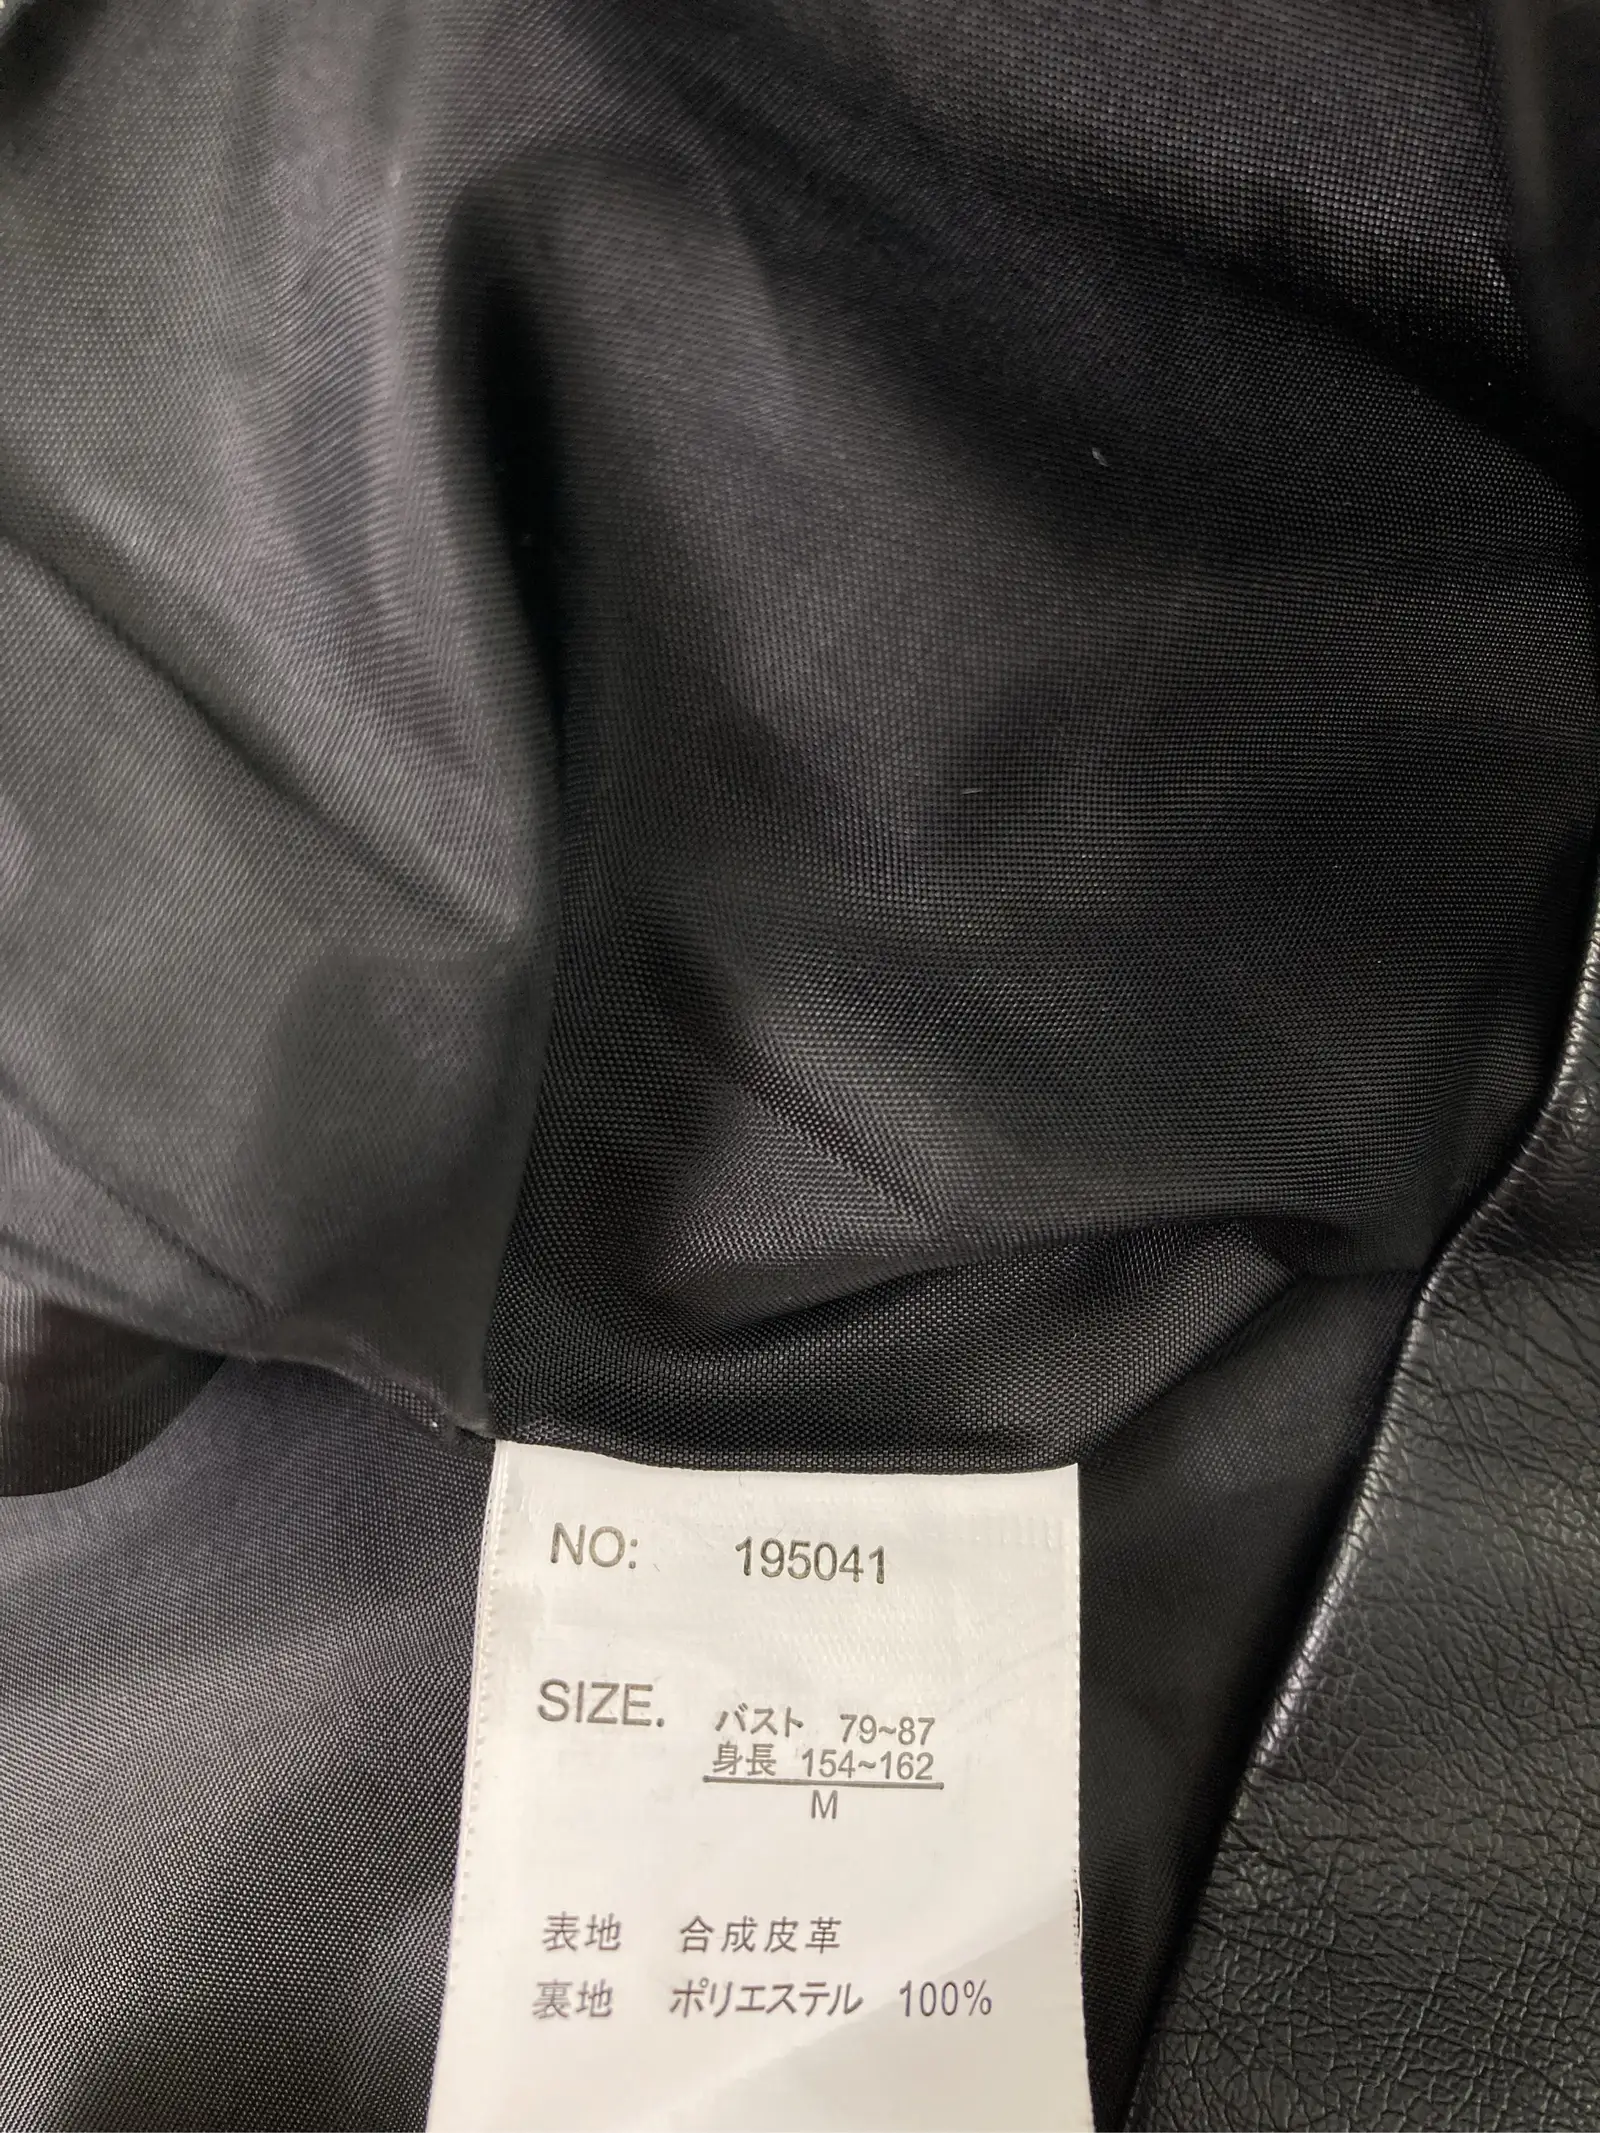 NO: 195041
SIZE. バスト 79~87
身長 154~162
M
表地 合成皮革
裏地 ポリエステル 100%